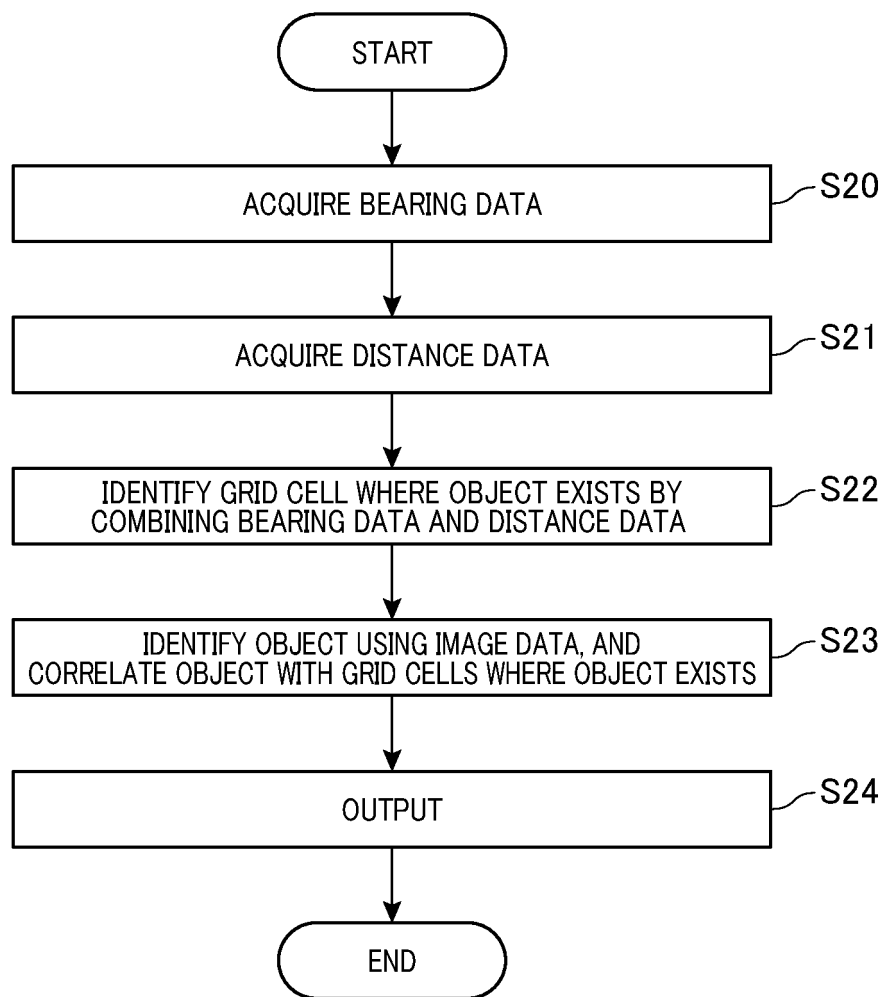 START
ACQUIRE BEARING DATA
S20
ACQUIRE DISTANCE DATA
S21
IDENTIFY GRID CELL WHERE OBJECT EXISTS BY
COMBINING BEARING DATA AND DISTANCE DATA
S22
IDENTIFY OBJECT USING IMAGE DATA, AND
CORRELATE OBJECT WITH GRID CELLS WHERE OBJECT EXISTS
S23
OUTPUT
S24
END